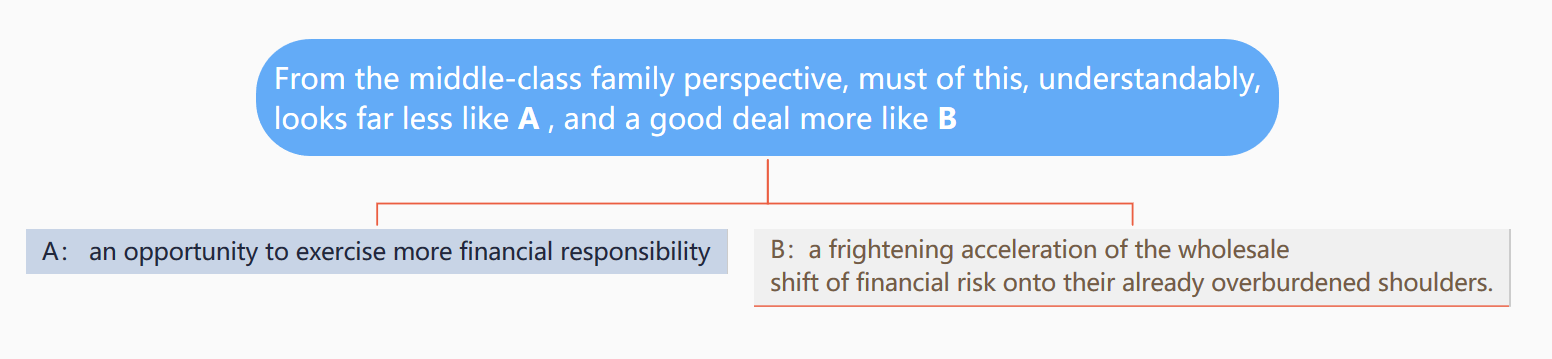 From the middle-class family perspective, must of this, understandably,
looks far less like A , and a good deal more like B
A： an opportunity to exercise more financial responsibility
B：a frightening acceleration of the wholesale
shift of financial risk onto their already overburdened shoulders.